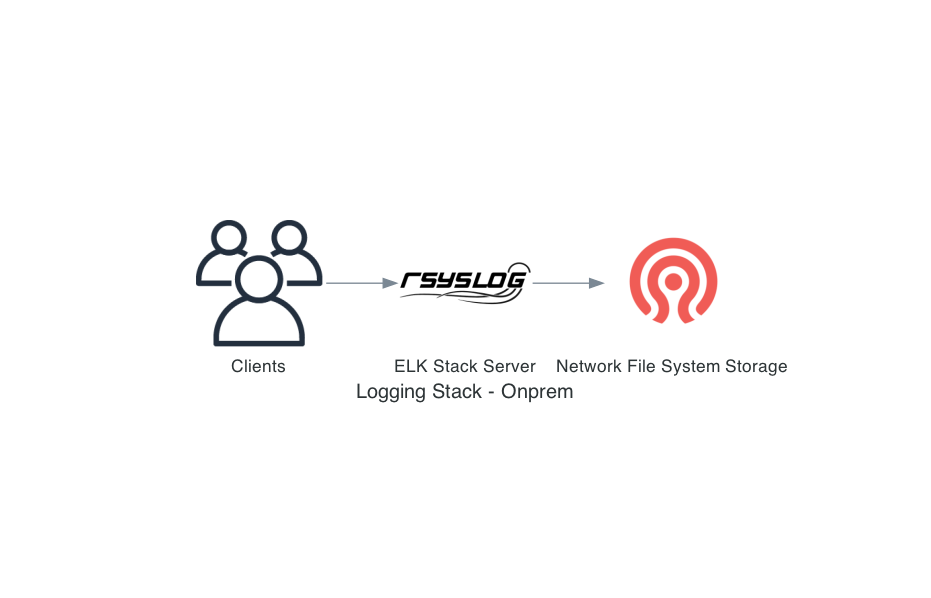 rsyslog
Clients
ELK Stack Server
Network File System Storage
Logging Stack - Onprem